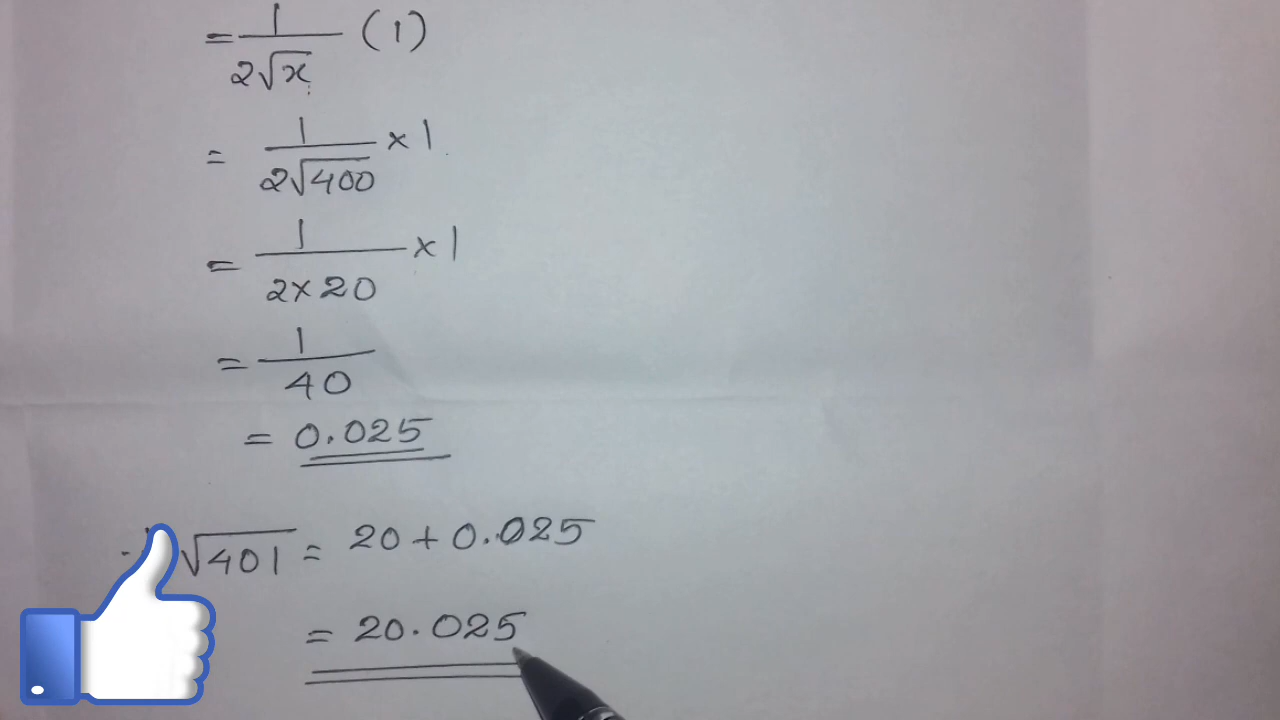 = 1/(2√x) (1)
= 1/(2√400) × 1
= 1/(2×20) × 1
= 1/40
= 0.025
√401 = 20 + 0.025
= 20.025